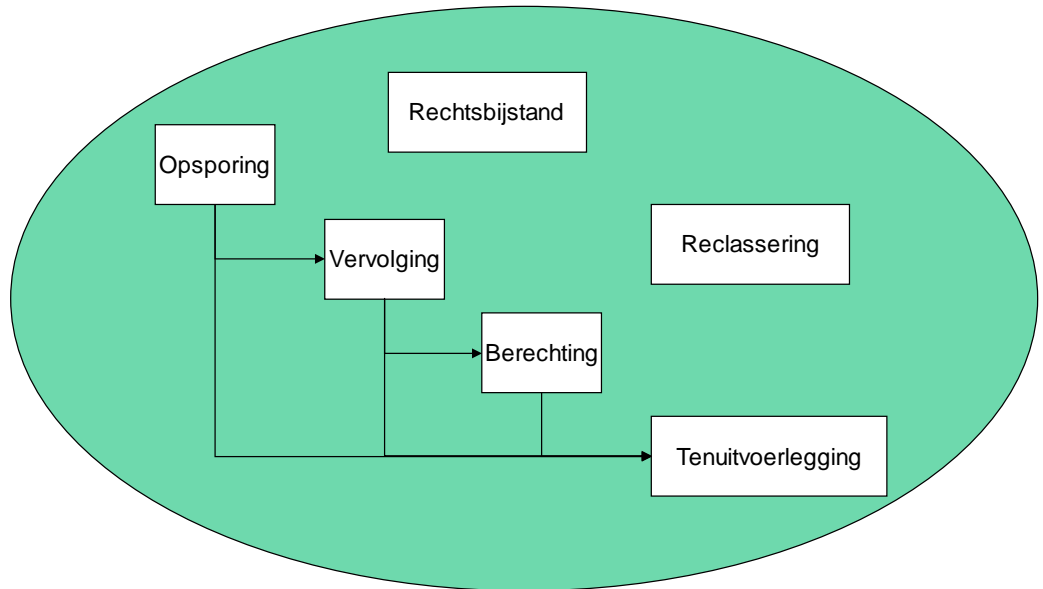 Rechtsbijstand
Opsporing
Reclassering
Vervolging
Berechting
Tenuitvoerlegging